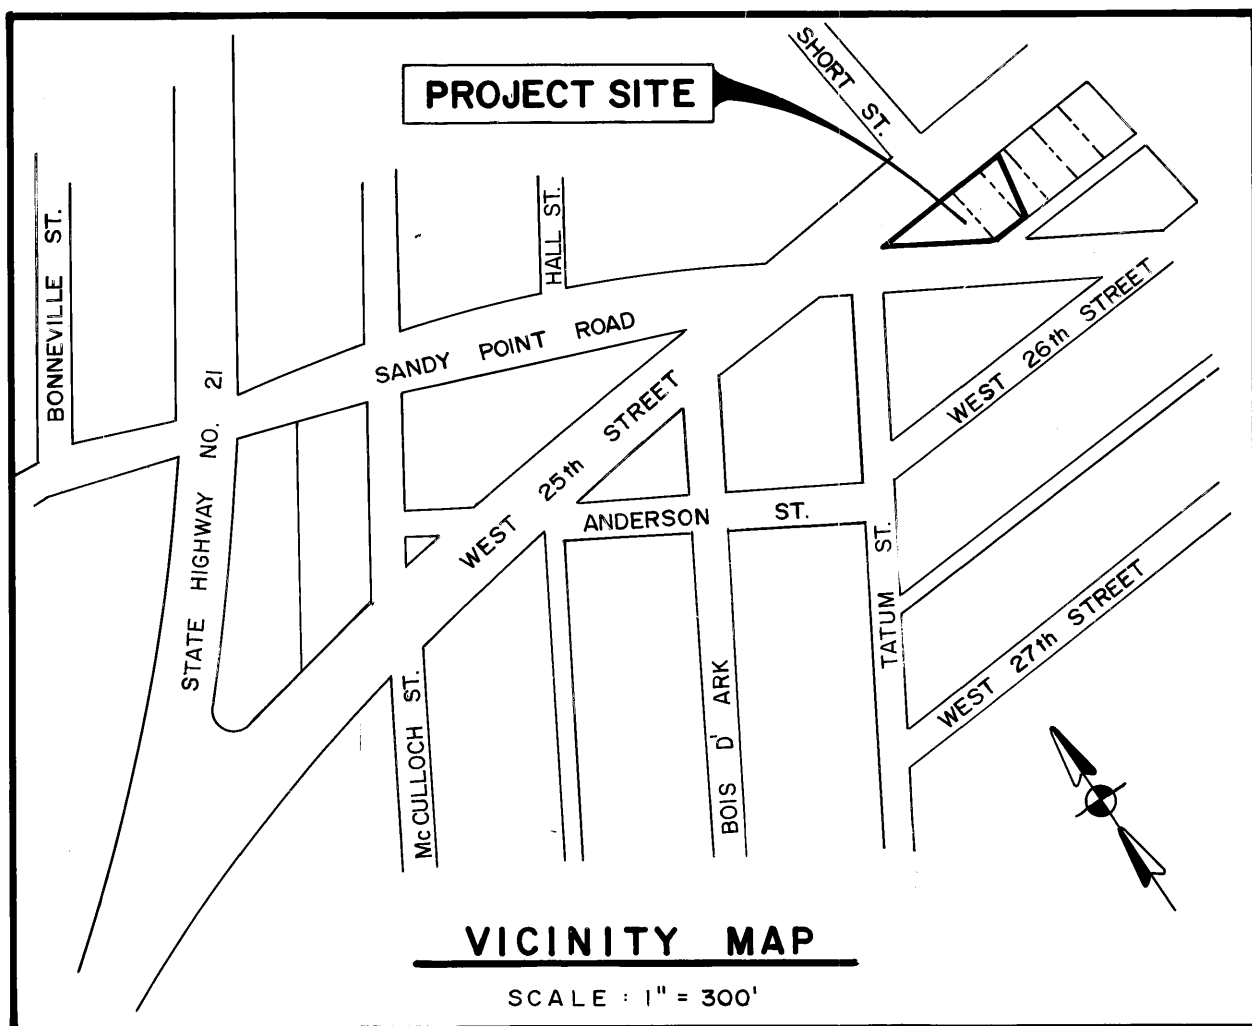 SHORT ST.
PROJECT SITE
HALL ST.
BONNEVILLE ST.
SANDY POINT ROAD
WEST 26th STREET
STATE HIGHWAY NO. 21
WEST 25th STREET
ANDERSON ST.
TATUM ST.
WEST 27th STREET
McCULLOCH ST.
BOIS D' ARK
VICINITY MAP
SCALE : 1" = 300'